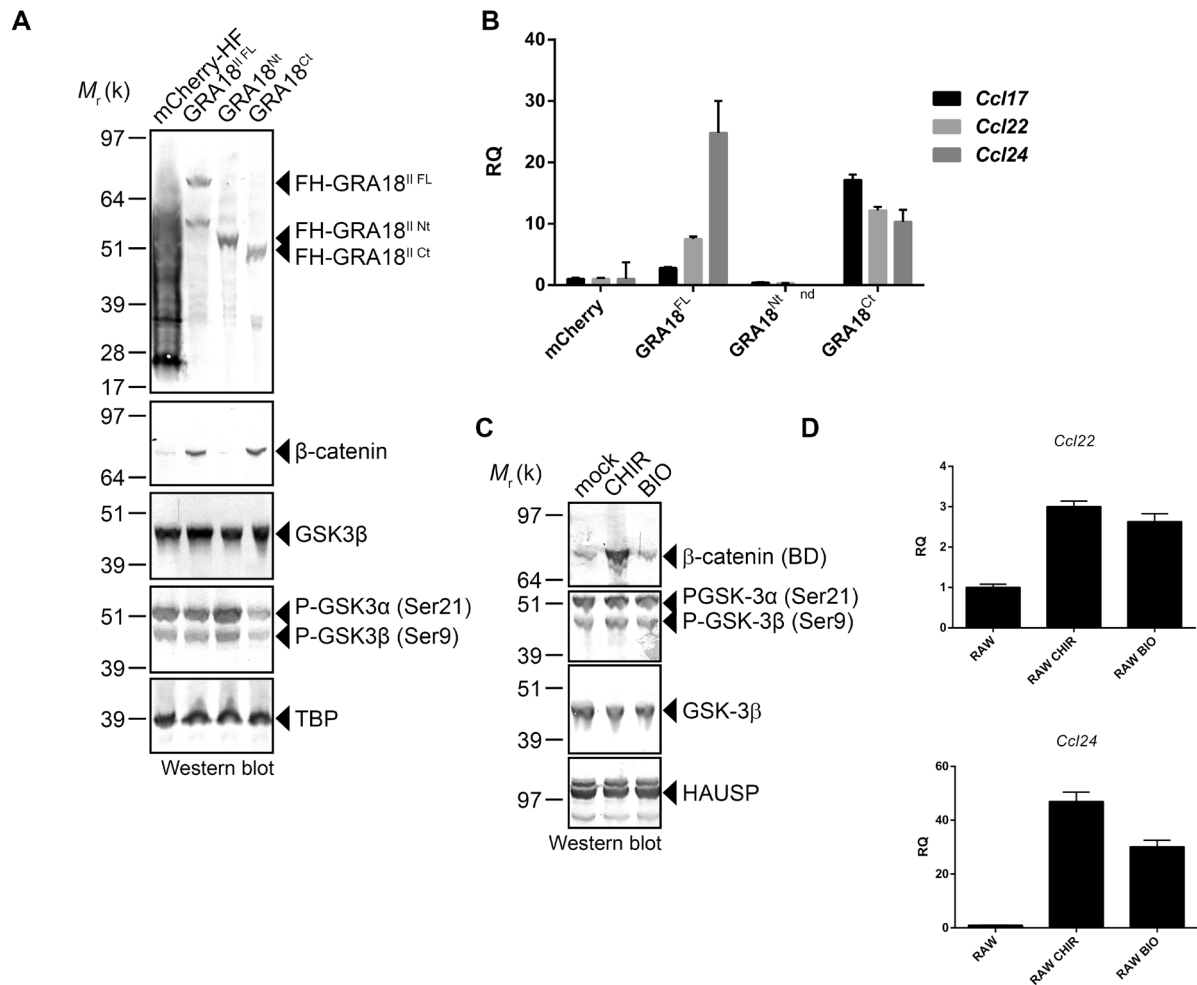 A
mCherry-HF
GRA18II FL
GRA18Nt
GRA18Ct
Mr (k)
97
64
51
39
28
17
FH-GRA18II FL
FH-GRA18II Nt
FH-GRA18II Ct
97
64
β-catenin
51
39
GSK3β
51
39
P-GSK3α (Ser21)
P-GSK3β (Ser9)
39
TBP
Western blot
B
RQ
40
30
20
10
0
Ccl17
Ccl22
Ccl24
nd
mCherry
GRA18FL
GRA18Nt
GRA18Ct
C
Mr (k)
mock
CHIR
BIO
97
64
β-catenin (BD)
51
39
PGSK-3α (Ser21)
P-GSK-3β (Ser9)
51
39
GSK-3β
97
HAUSP
Western blot
D
Ccl22
RQ
4
3
2
1
0
RAW
RAW CHIR
RAW BIO
Ccl24
RQ
60
40
20
0
RAW
RAW CHIR
RAW BIO